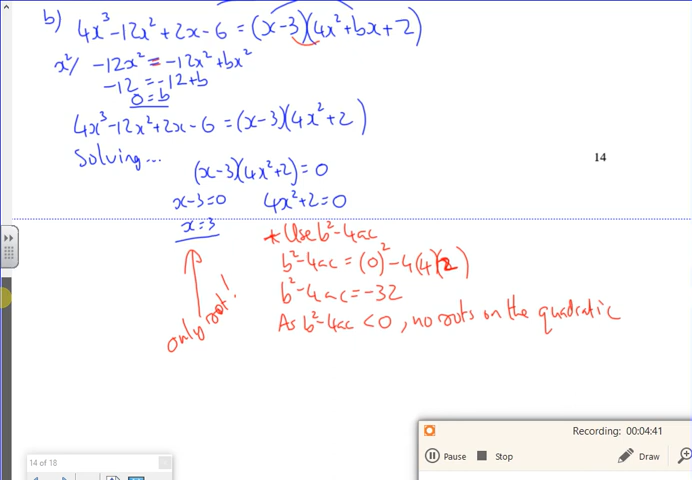 b) 4x³-12x²+2x-6 = (x-3)(4x²+bx+2)
x²/ -12x² = -12x²+bx²
-12 = -12+b
0=b
4x³-12x²+2x-6 = (x-3)(4x²+2)
Solving...
14
(x-3)(4x²+2)=0
x-3=0 4x²+2=0
x=3
*Use b²-4ac
b²-4ac = (0)²-4(4)(2)
b²-4ac = -32
As b²-4ac <0, no roots on the quadratic
only root!
Recording: 00:04:41
Pause Stop Draw
14 of 18